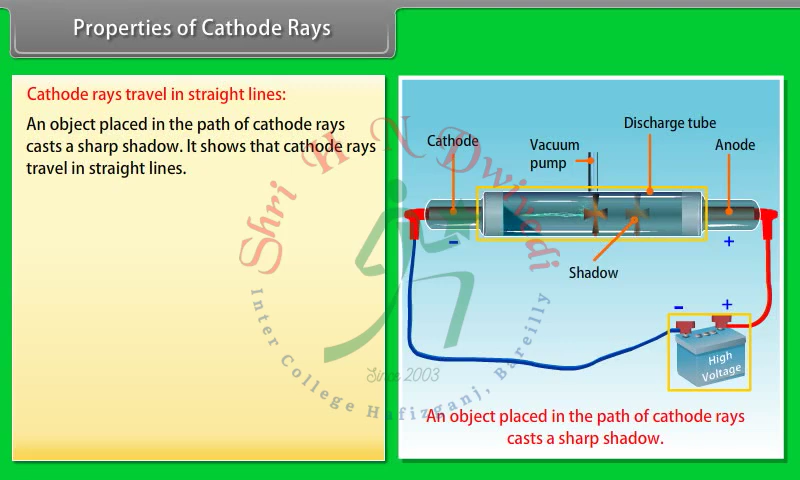 Properties of Cathode Rays
Cathode rays travel in straight lines:
An object placed in the path of cathode rays
casts a sharp shadow. It shows that cathode rays
travel in straight lines.
Cathode
Vacuum
pump
Discharge tube
Anode
-
+
Shadow
-
+
High
Voltage
An object placed in the path of cathode rays
casts a sharp shadow.
Shri H N Dwivedi
Inter College Hafizganj, Bareilly
Since 2003